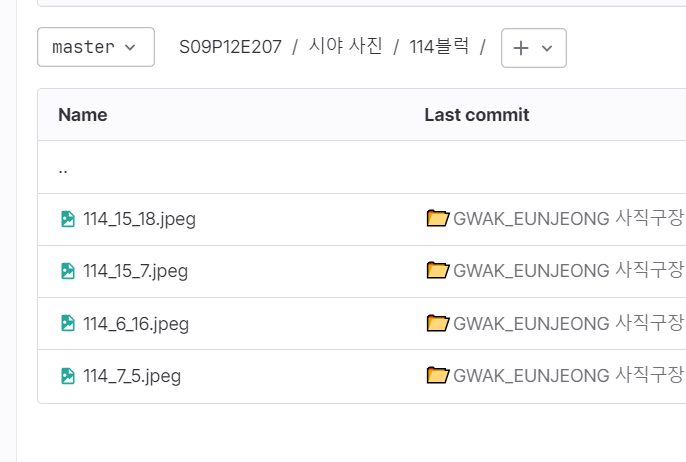 master S09P12E207 / 시야 사진 / 114블럭 / +
Name Last commit
..
114_15_18.jpeg GWAK_EUNJEONG 사직구장
114_15_7.jpeg GWAK_EUNJEONG 사직구장
114_6_16.jpeg GWAK_EUNJEONG 사직구장
114_7_5.jpeg GWAK_EUNJEONG 사직구장